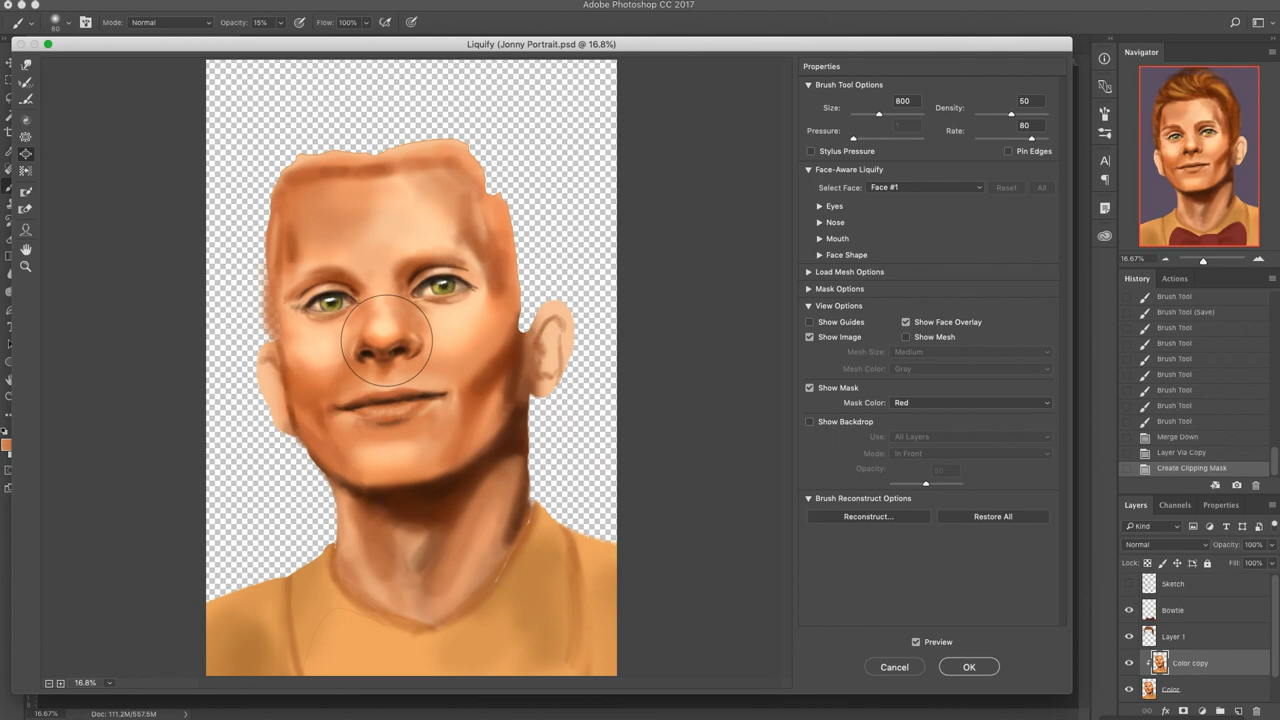 Adobe Photoshop CC 2017
80 Mode: Normal Opacity: 15% Flow: 100%
Liquify (Jonny Portrait.psd @ 16.8%)
Properties
Brush Tool Options
Size: 800 Density: 50
Pressure: 1 Rate: 80
Stylus Pressure Pin Edges
Face-Aware Liquify
Select Face: Face #1 Reset All
Eyes
Nose
Mouth
Face Shape
Load Mesh Options
Mask Options
View Options
Show Guides Show Face Overlay
Show Image Show Mesh
Mesh Size: Medium
Mesh Color: Gray
Show Mask
Mask Color: Red
Show Backdrop
Use: All Layers
Mode: In Front
Opacity: 50
Brush Reconstruct Options
Reconstruct... Restore All
Preview
Cancel OK
16.8%
16.67% Doc: 111.2M/557.5M
Navigator
16.67%
History Actions
Brush Tool
Brush Tool (Save)
Brush Tool
Brush Tool
Brush Tool
Brush Tool
Brush Tool
Brush Tool
Brush Tool
Merge Down
Layer Via Copy
Create Clipping Mask
Layers Channels Properties
Kind
Normal Opacity: 100%
Lock: Fill: 100%
Sketch
Bowtie
Layer 1
Color copy
Color